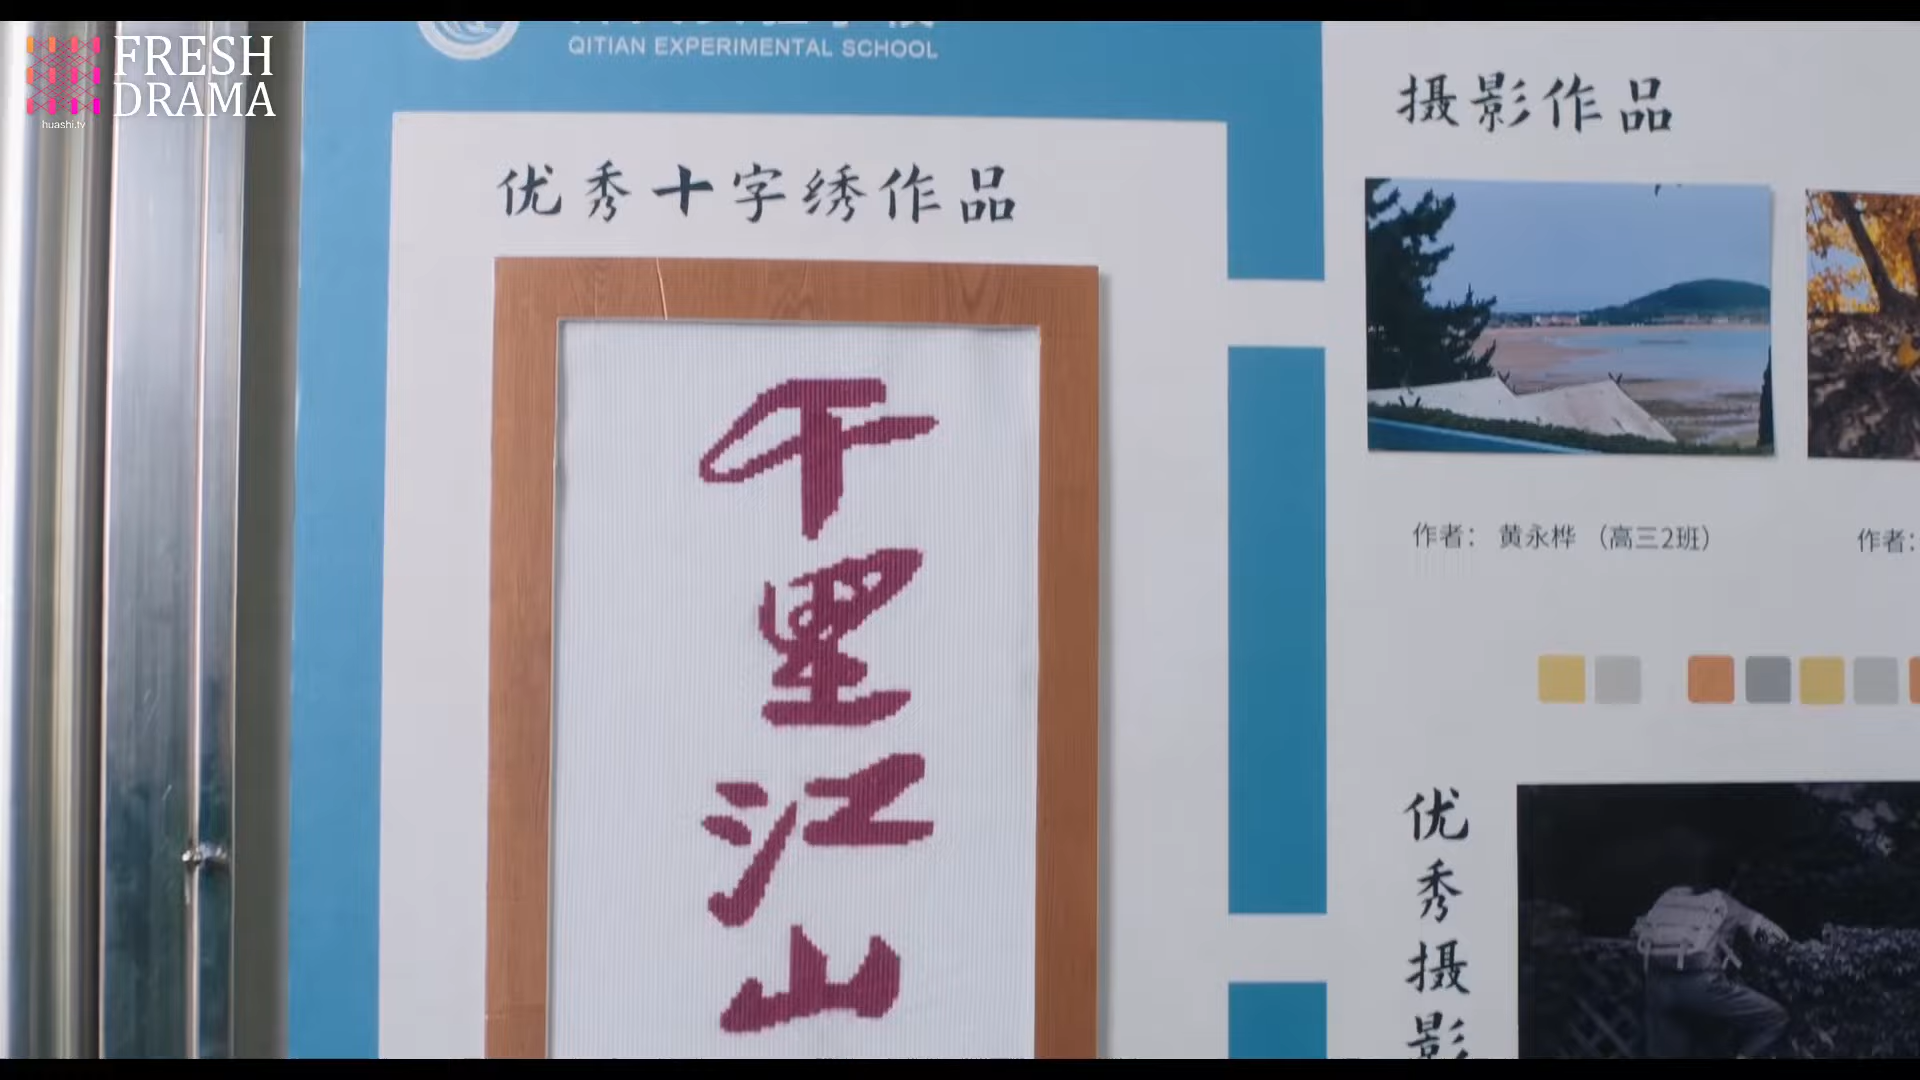 FRESH
DRAMA
huashi.tv
QITIAN EXPERIMENTAL SCHOOL
优秀十字绣作品
千
里
江
山
摄影作品
作者： 黄永桦 （高三2班）
作者：
优
秀
摄
影